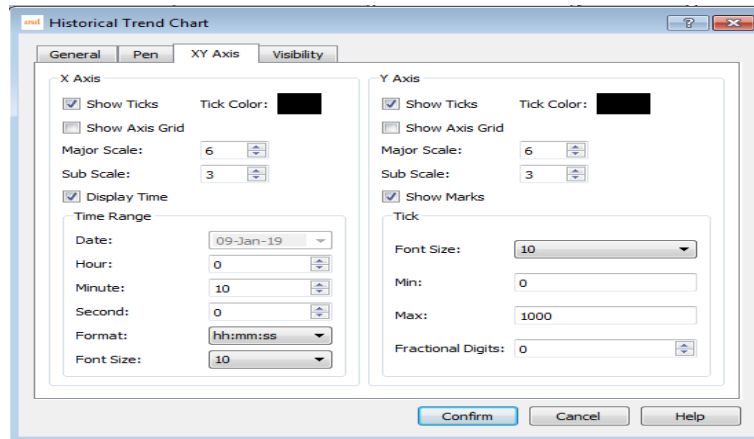 Historical Trend Chart
General Pen XY Axis Visibility
X Axis
Show Ticks Tick Color:
Show Axis Grid
Major Scale: 6
Sub Scale: 3
Display Time
Time Range
Date: 09-Jan-19
Hour: 0
Minute: 10
Second: 0
Format: hh:mm:ss
Font Size: 10
Y Axis
Show Ticks Tick Color:
Show Axis Grid
Major Scale: 6
Sub Scale: 3
Show Marks
Tick
Font Size: 10
Min: 0
Max: 1000
Fractional Digits: 0
Confirm Cancel Help